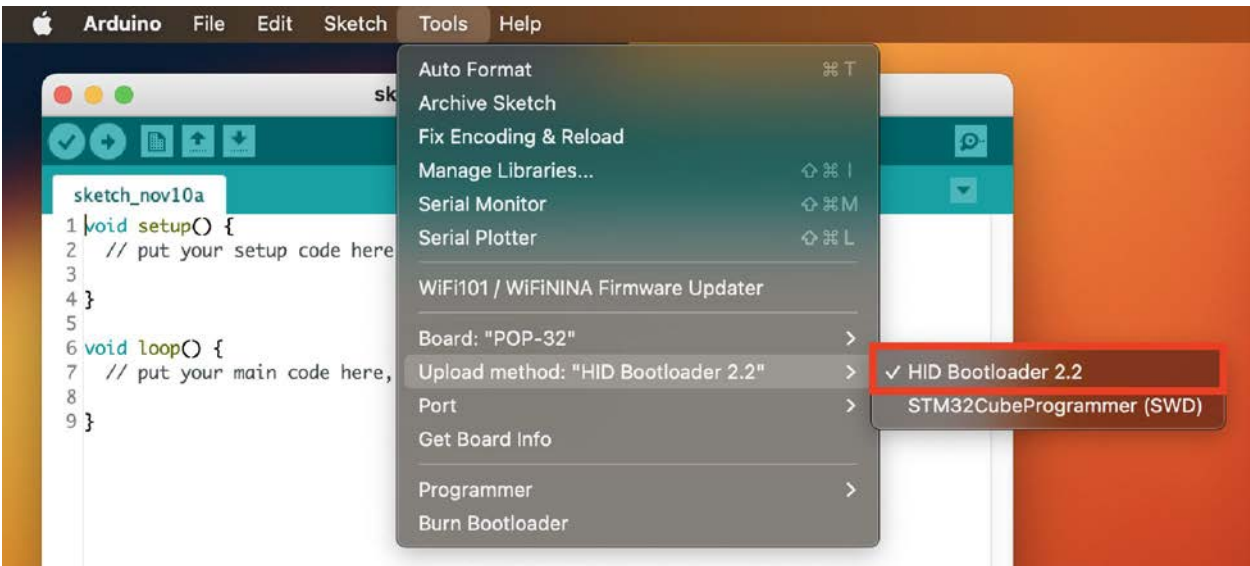 Arduino File Edit Sketch Tools Help
sk
sketch_nov10a
1 void setup() {
2 // put your setup code here
3
4 }
5
6 void loop() {
7 // put your main code here,
8
9 }
Auto Format ⌘ T
Archive Sketch
Fix Encoding & Reload
Manage Libraries... ⇧ ⌘ I
Serial Monitor ⇧ ⌘ M
Serial Plotter ⇧ ⌘ L
WiFi101 / WiFiNINA Firmware Updater
Board: "POP-32" >
Upload method: "HID Bootloader 2.2" >
Port >
Get Board Info
Programmer >
Burn Bootloader
✓ HID Bootloader 2.2
STM32CubeProgrammer (SWD)